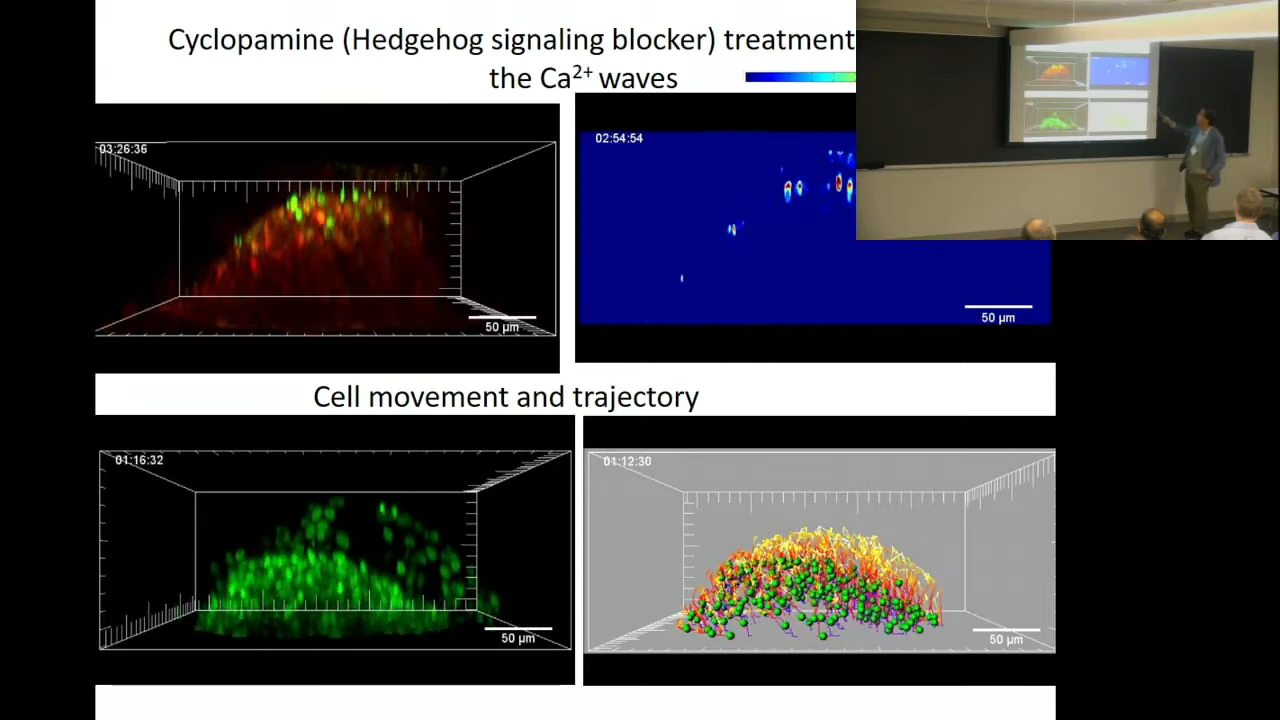 Cyclopamine (Hedgehog signaling blocker) treatment
the Ca²⁺ waves
03:26:36
50 µm
02:54:54
50 µm
Cell movement and trajectory
01:16:32
50 µm
01:12:30
50 µm